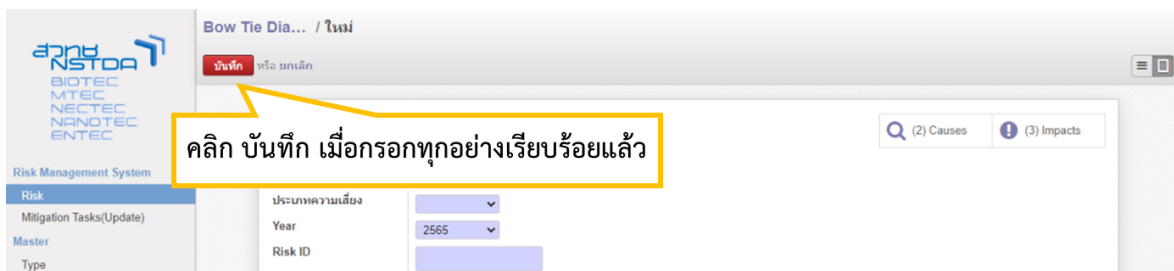 Bow Tie Dia... / ใหม่
สวทช
NSTDA
BIOTEC
MTEC
NECTEC
NANOTEC
ENTEC
บันทึก หรือ ยกเลิก
คลิก บันทึก เมื่อกรอกทุกอย่างเรียบร้อยแล้ว
(2) Causes
(3) Impacts
Risk Management System
Risk
Mitigation Tasks(Update)
Master
Type
ประเภทความเสี่ยง
Year 2565
Risk ID